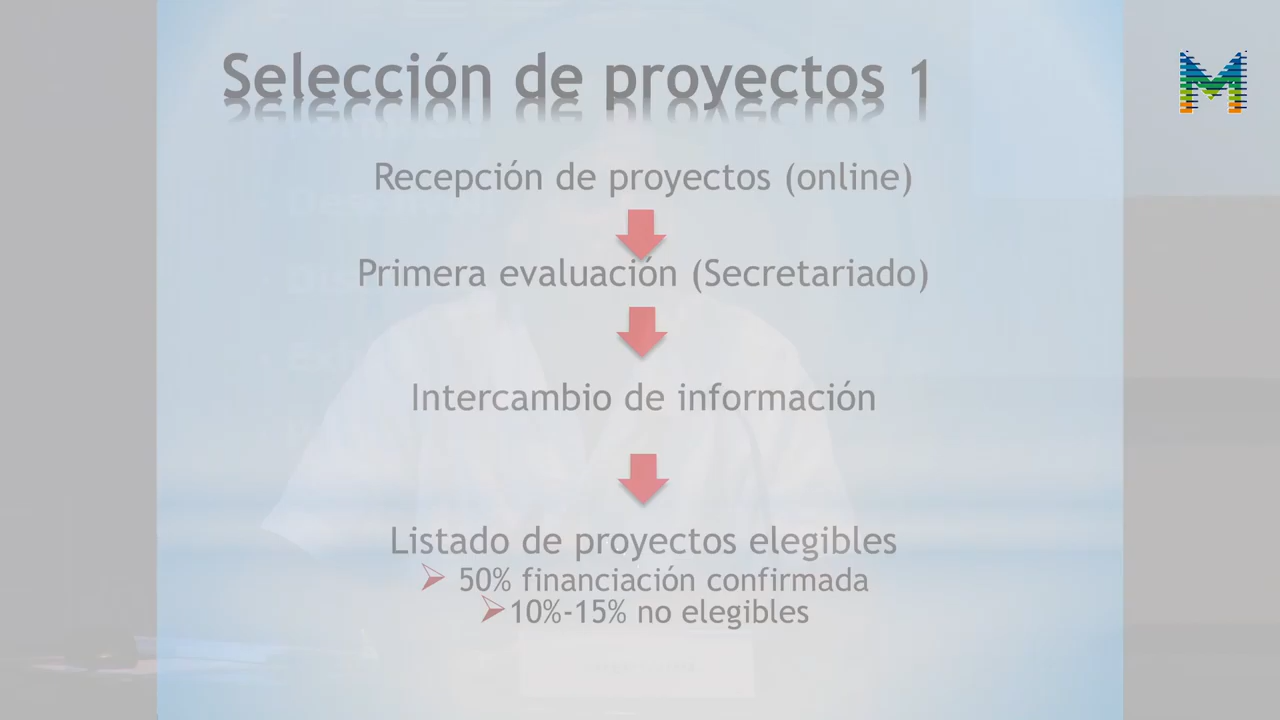 Selección de proyectos 1
Recepción de proyectos (online)
Primera evaluación (Secretariado)
Intercambio de información
Listado de proyectos elegibles
50% financiación confirmada
10%-15% no elegibles